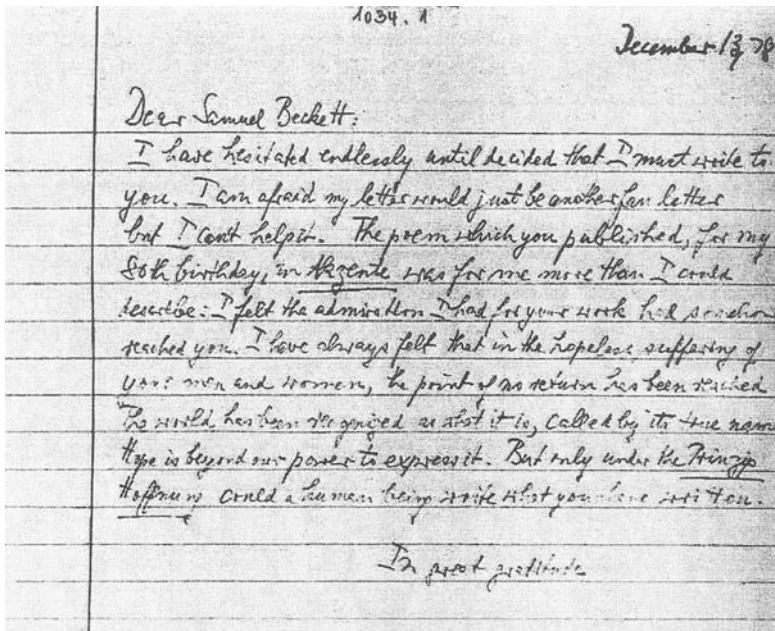 1034.1
December 13, 78
Dear Samuel Beckett:
I have hesitated endlessly until decided that I must write to
you. I am afraid my letter would just be another fan letter
but I can't help it. The poem which you published, for my
80th birthday, in Akzente was for me more than I could
describe: I felt the admiration I had for your work had somehow
reached you. I have always felt that in the hopeless suffering of
your men and women, the point of no return has been reached
The world has been recognized as what it is, called by its true name
Hope is beyond our power to express it. But only under the Prinzip
Hoffnung could a human being write what you have written.
In great gratitude